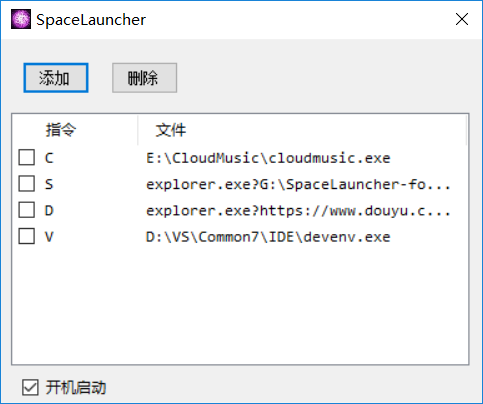 SpaceLauncher
添加 删除
指令 文件
C E:\CloudMusic\cloudmusic.exe
S explorer.exe?G:\SpaceLauncher-fo...
D explorer.exe?https://www.douyu.c...
V D:\VS\Common7\IDE\devenv.exe
开机启动